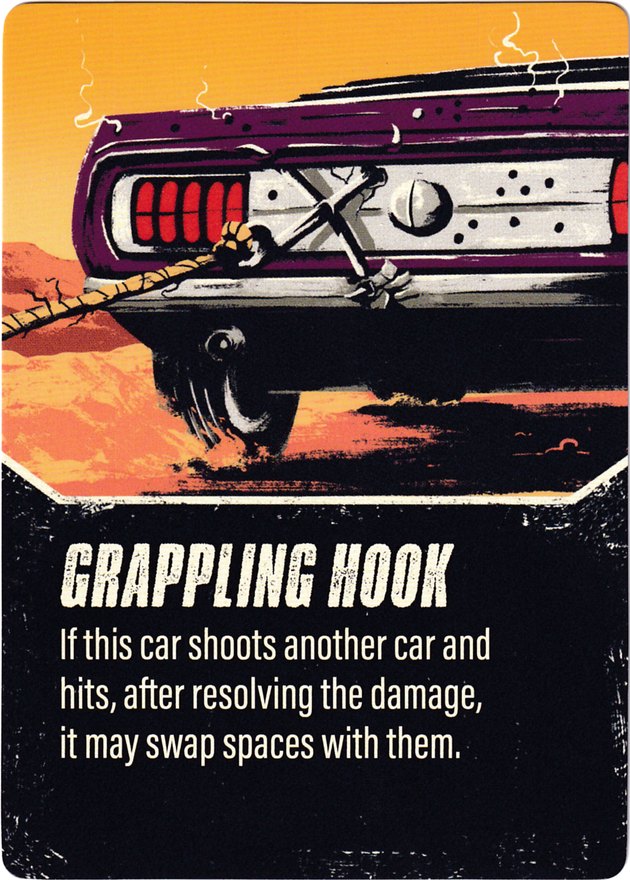 GRAPPLING HOOK
If this car shoots another car and
hits, after resolving the damage,
it may swap spaces with them.